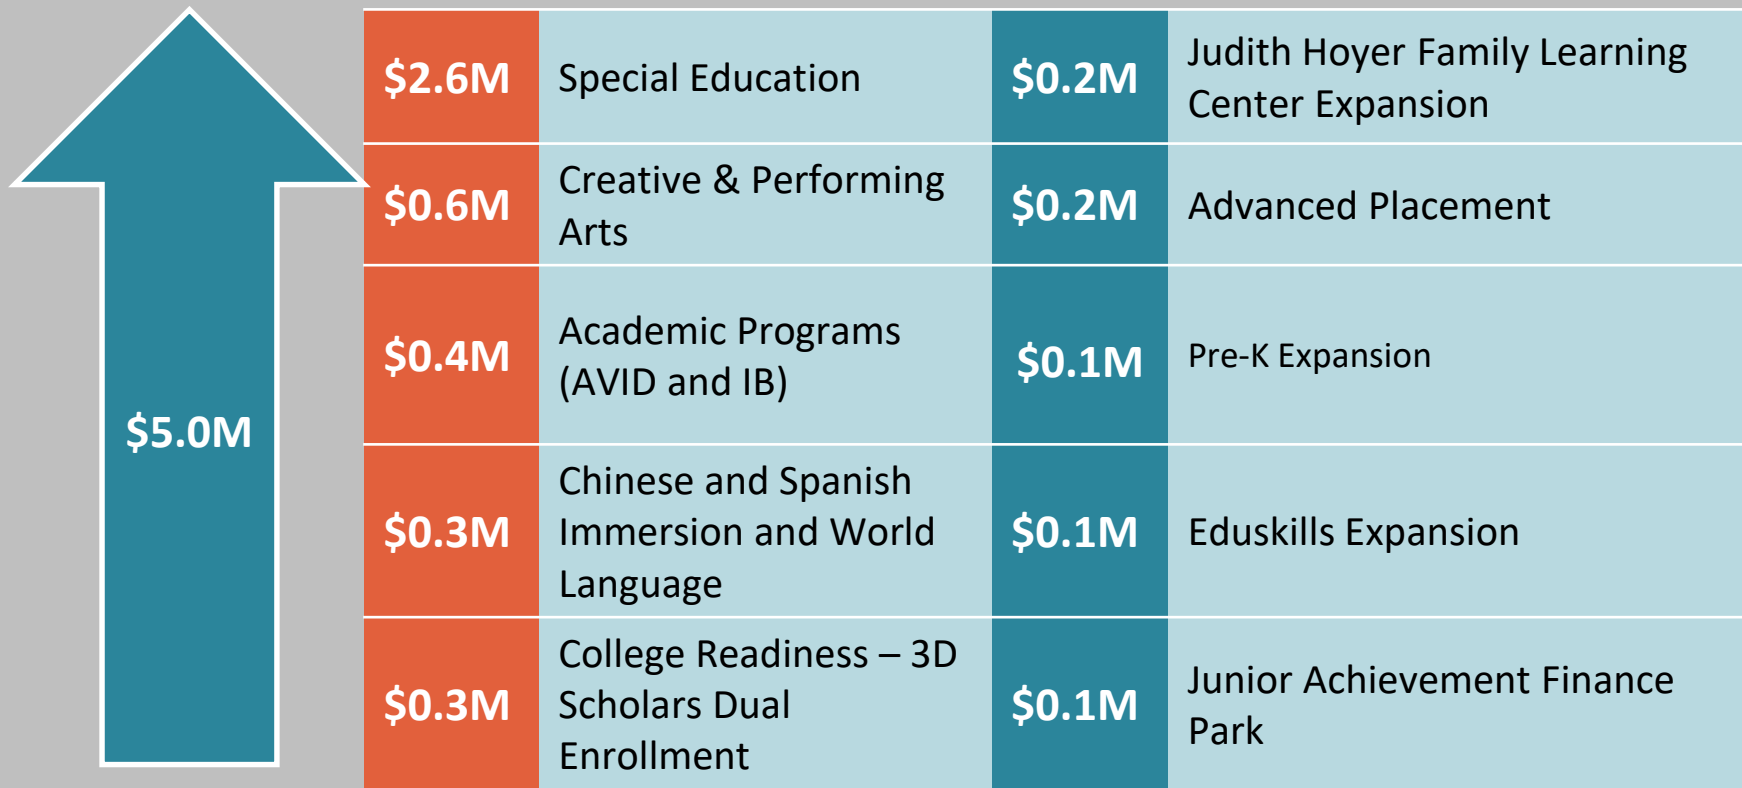 $5.0M
$2.6M
Special Education
$0.2M
Judith Hoyer Family Learning
Center Expansion
$0.6M
Creative & Performing
Arts
$0.2M
Advanced Placement
$0.4M
Academic Programs
(AVID and IB)
$0.1M
Pre-K Expansion
$0.3M
Chinese and Spanish
Immersion and World
Language
$0.1M
Eduskills Expansion
$0.3M
College Readiness – 3D
Scholars Dual
Enrollment
$0.1M
Junior Achievement Finance
Park